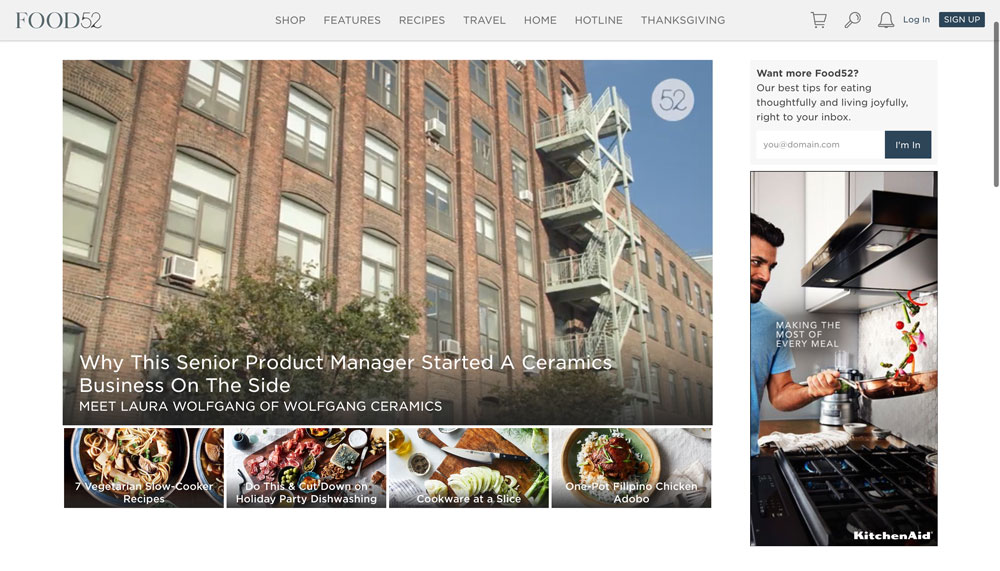 FOOD52
SHOP FEATURES RECIPES TRAVEL HOME HOTLINE THANKSGIVING
Log In SIGN UP
52
Why This Senior Product Manager Started A Ceramics
Business On The Side
MEET LAURA WOLFGANG OF WOLFGANG CERAMICS
7 Vegetarian Slow-Cooker
Recipes
Do This & Cut Down on
Holiday Party Dishwashing
Cookware at a Slice
One-Pot Filipino Chicken
Adobo
Want more Food52?
Our best tips for eating
thoughtfully and living joyfully,
right to your inbox.
you@domain.com
I'm In
MAKING THE
MOST OF
EVERY MEAL
KitchenAid